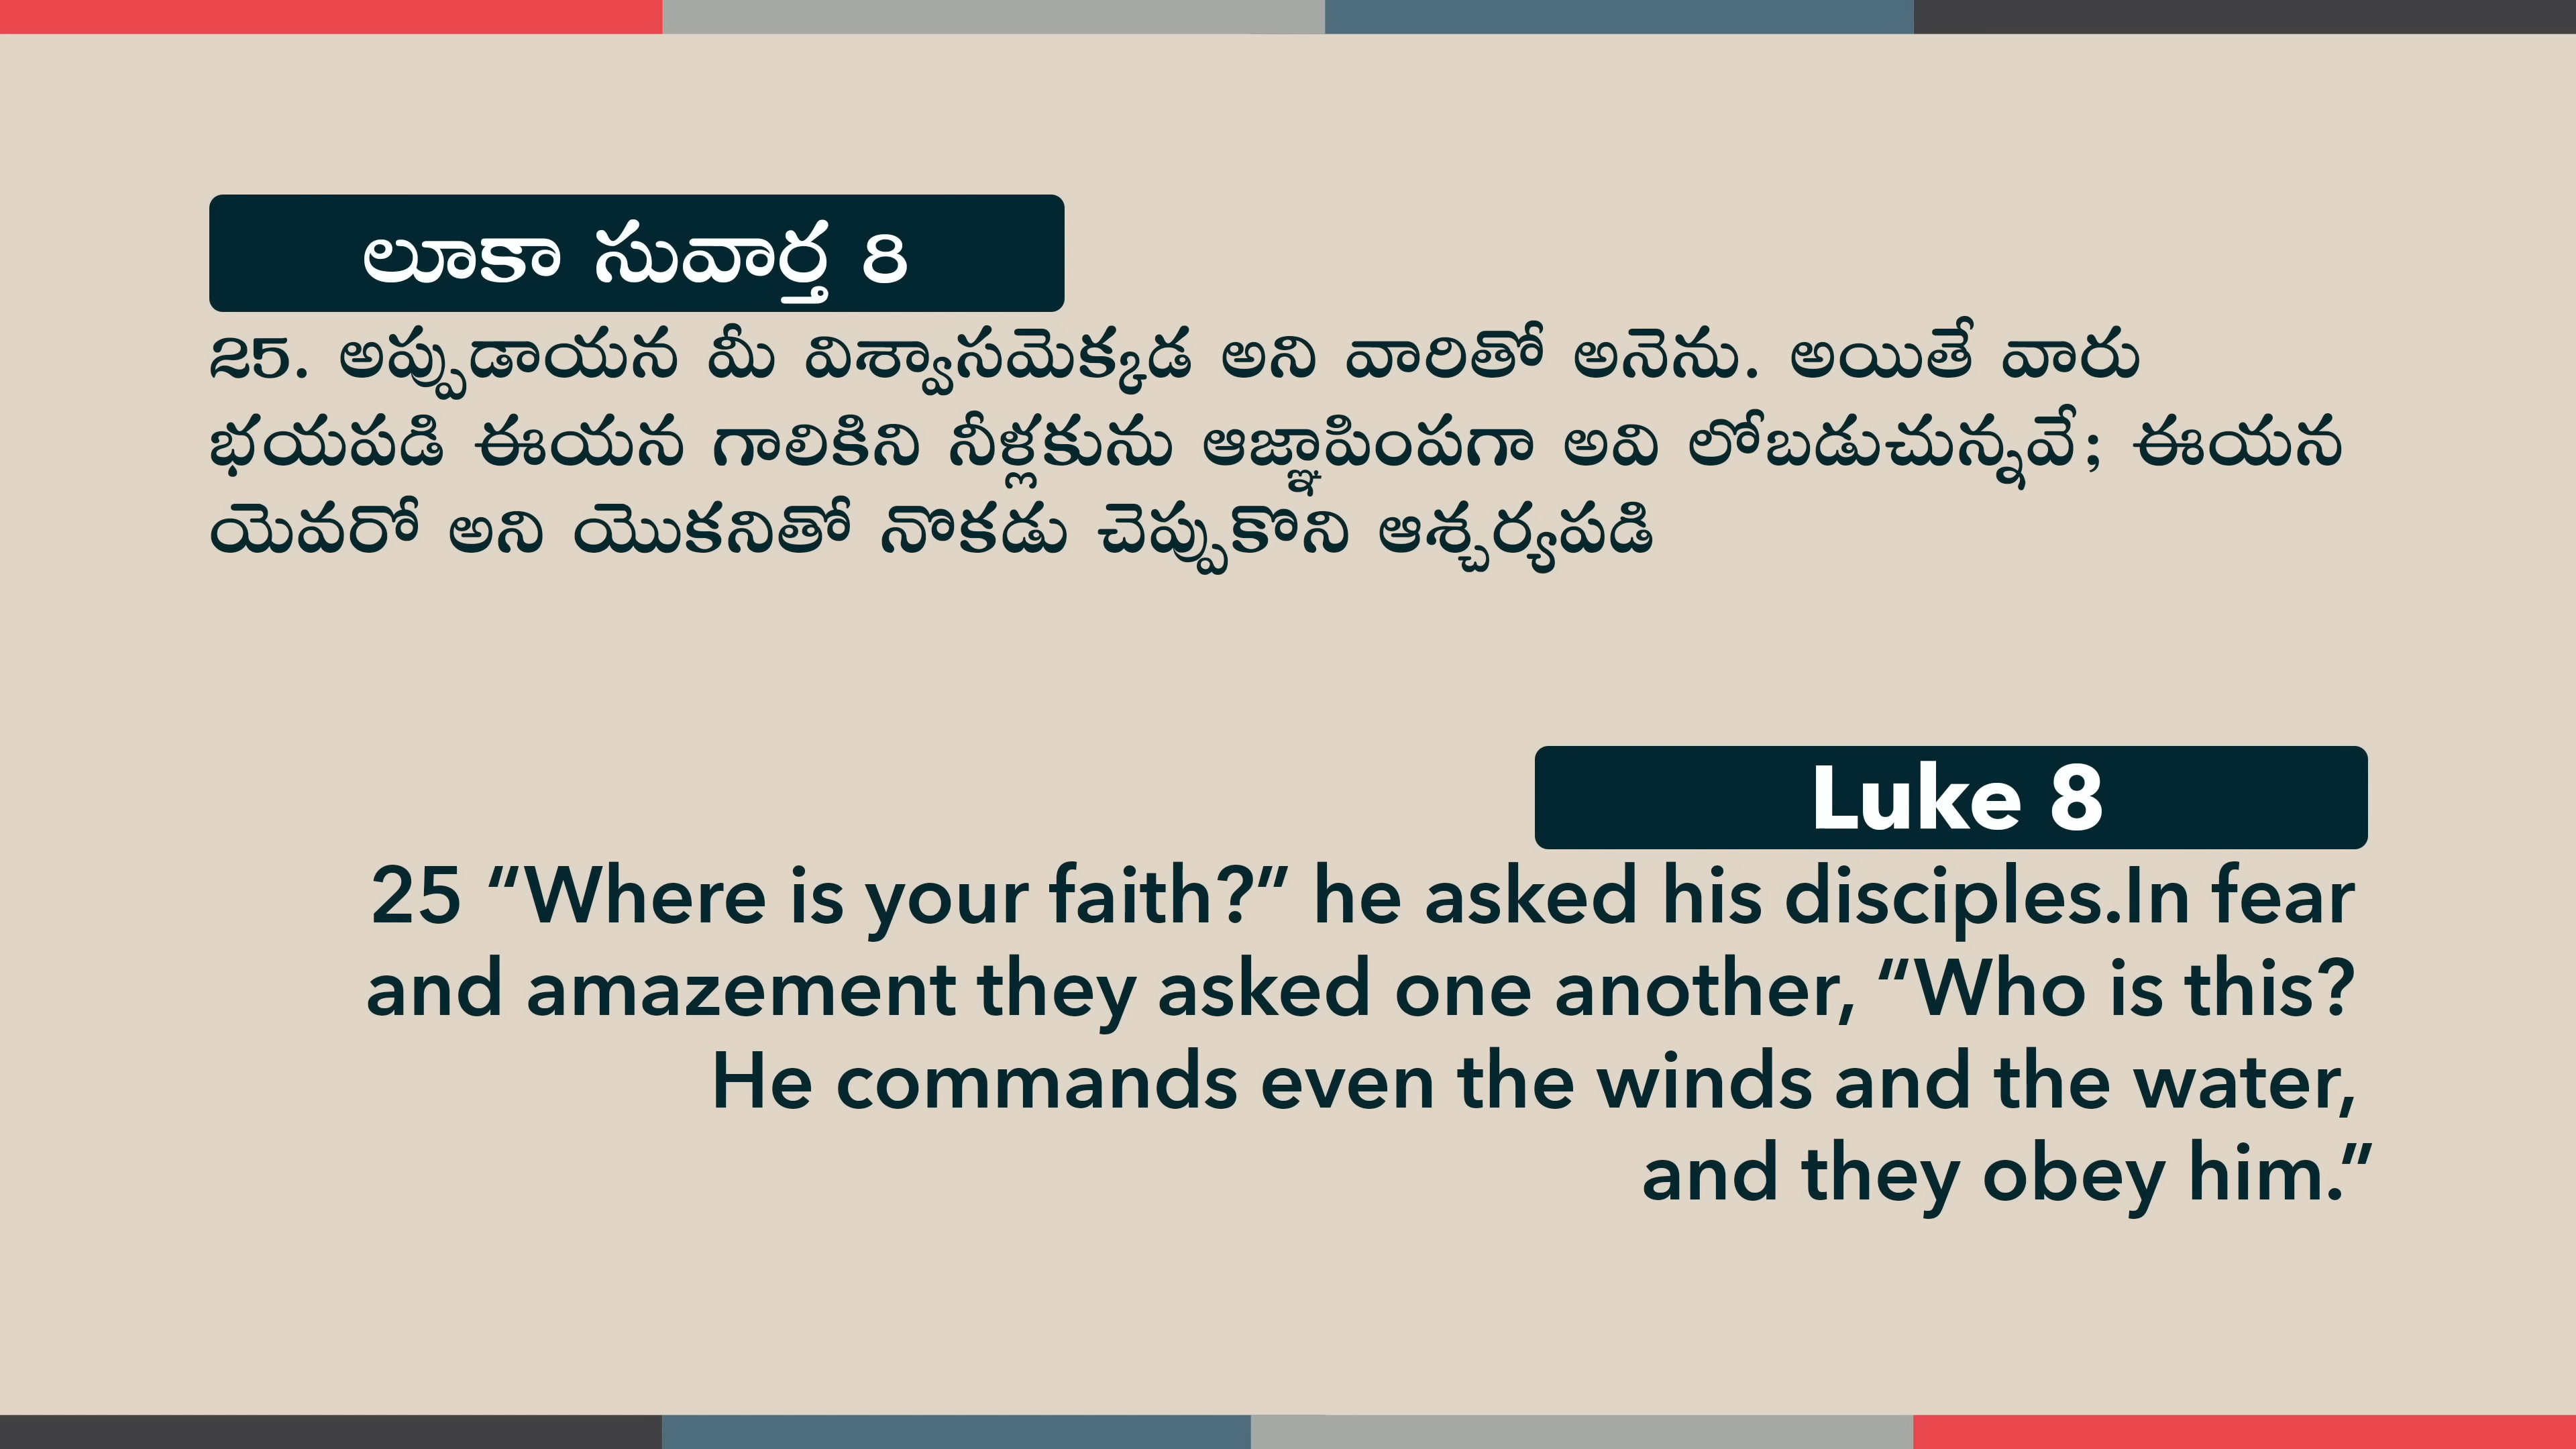 లూకా సువార్త 8
25. అప్పుడాయన మీ విశ్వాసమెక్కడ అని వారితో అనెను. అయితే వారు
భయపడి ఈయన గాలికిని నీళ్లకును ఆజ్ఞాపింపగా అవి లోబడుచున్నవే; ఈయన
యెవరో అని యొకనితో నొకడు చెప్పుకొని ఆశ్చర్యపడి
Luke 8
25 “Where is your faith?” he asked his disciples.In fear
and amazement they asked one another, “Who is this?
He commands even the winds and the water,
and they obey him.”